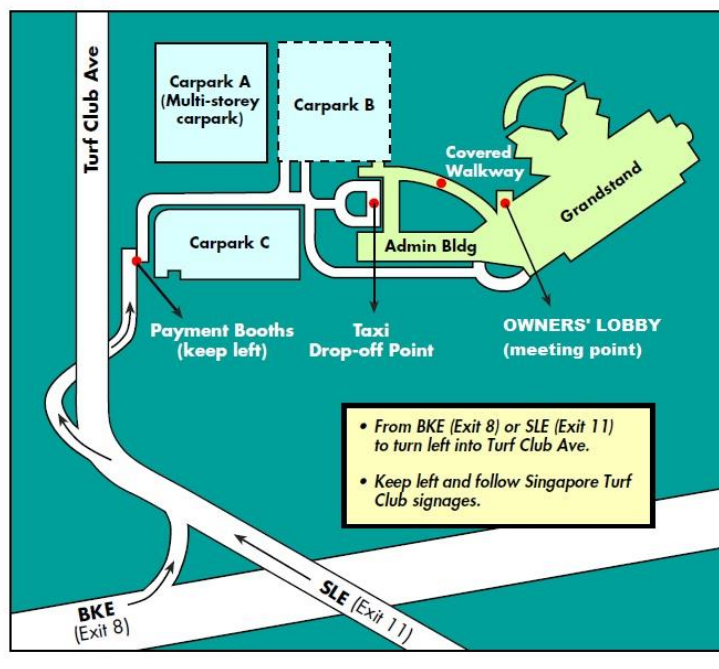 Turf Club Ave
Carpark A
(Multi-storey
carpark)
Carpark B
Covered
Walkway
Grandstand
Carpark C
Admin Bldg
Payment Booths
(keep left)
Taxi
Drop-off Point
OWNERS' LOBBY
(meeting point)
• From BKE (Exit 8) or SLE (Exit 11)
to turn left into Turf Club Ave.
• Keep left and follow Singapore Turf
Club signages.
BKE
(Exit 8)
SLE (Exit 11)